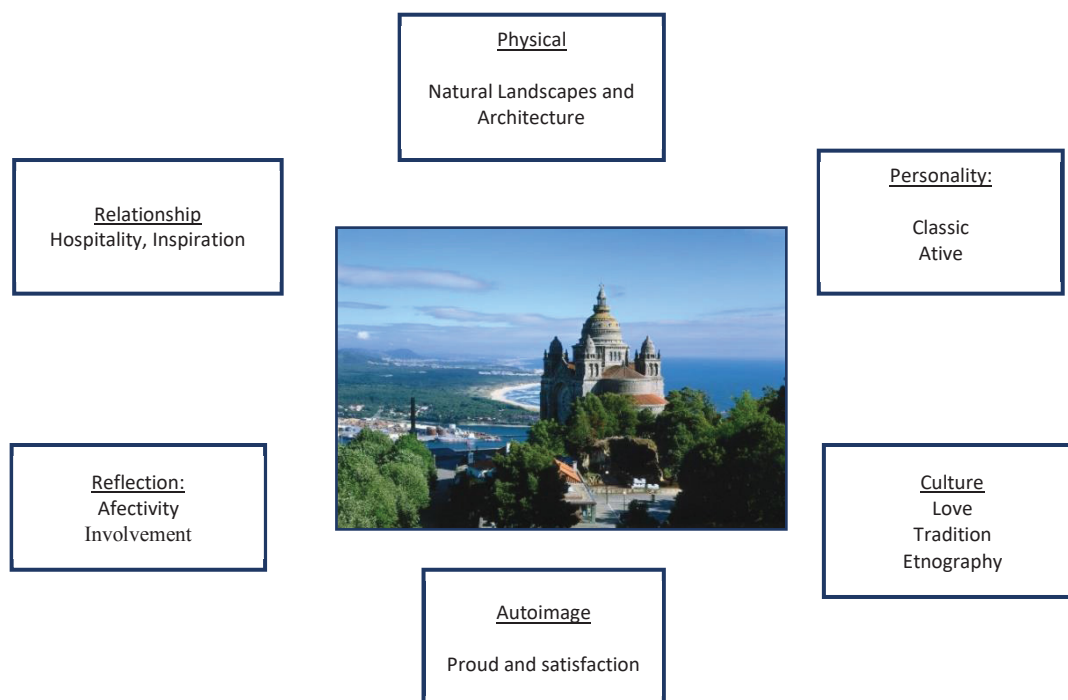 Physical
Natural Landscapes and
Architecture
Relationship
Hospitality, Inspiration
Personality:
Classic
Ative
Reflection:
Afectivity
Involvement
Culture
Love
Tradition
Etnography
Autoimage
Proud and satisfaction